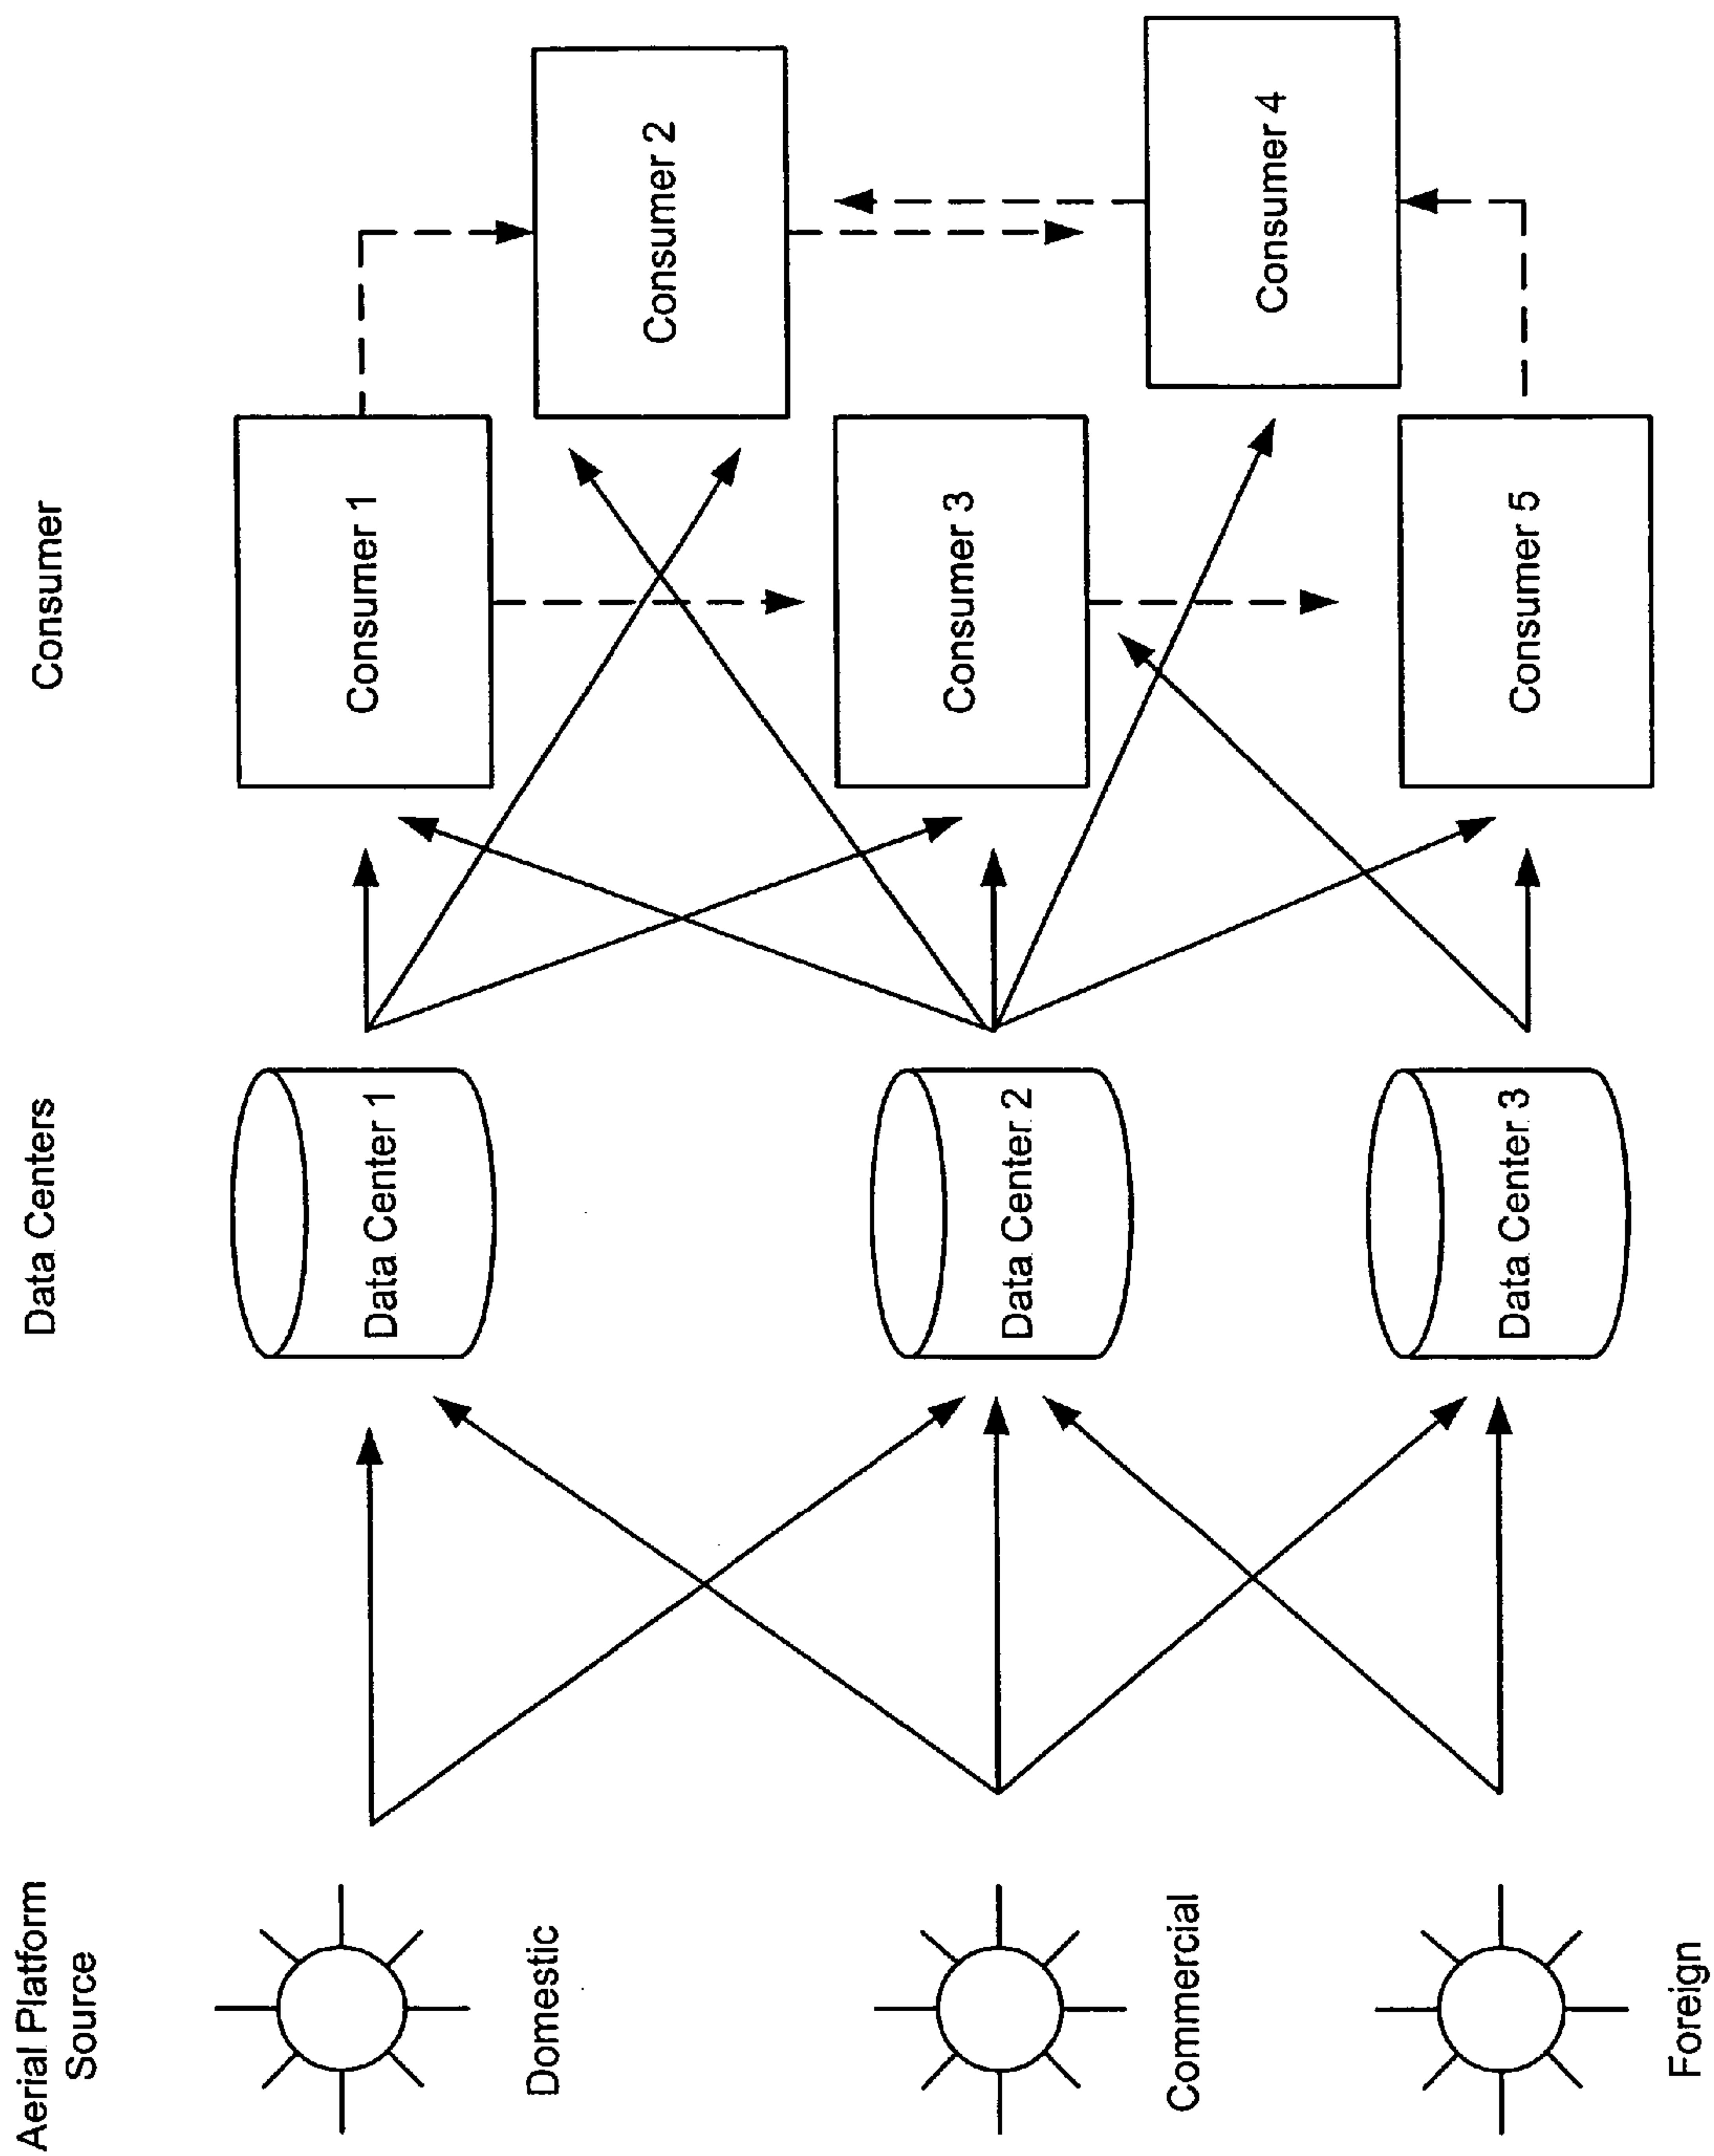 Aerial Platform
Source
Data Centers
Consumer
Domestic
Commercial
Foreign
Data Center 1
Data Center 2
Data Center 3
Consumer 1
Consumer 2
Consumer 3
Consumer 4
Consumer 5